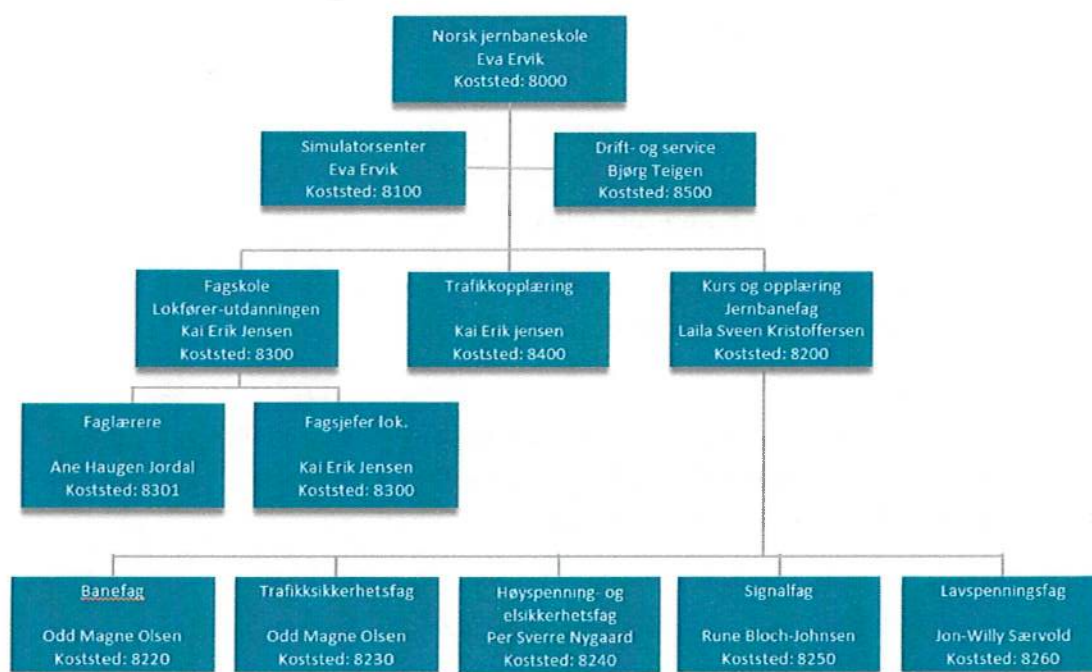 Norsk jernbaneskole
Eva Ervik
Koststed: 8000
Simulatorsenter
Eva Ervik
Koststed: 8100
Drift- og service
Bjørg Teigen
Koststed: 8500
Fagskole
Lokfører-utdanningen
Kai Erik Jensen
Koststed: 8300
Trafikkopplæring
Kai Erik jensen
Koststed: 8400
Kurs og opplæring
Jernbanefag
Laila Sveen Kristoffersen
Koststed: 8200
Faglærere
Ane Haugen Jordal
Koststed: 8301
Fagsjefer lok.
Kai Erik Jensen
Koststed: 8300
Banefag
Odd Magne Olsen
Koststed: 8220
Trafikksikkerhetsfag
Odd Magne Olsen
Koststed: 8230
Høyspenning- og
elsikkerhetsfag
Per Sverre Nygaard
Koststed: 8240
Signalfag
Rune Bloch-Johnsen
Koststed: 8250
Lavspenningsfag
Jon-Willy Særvold
Koststed: 8260